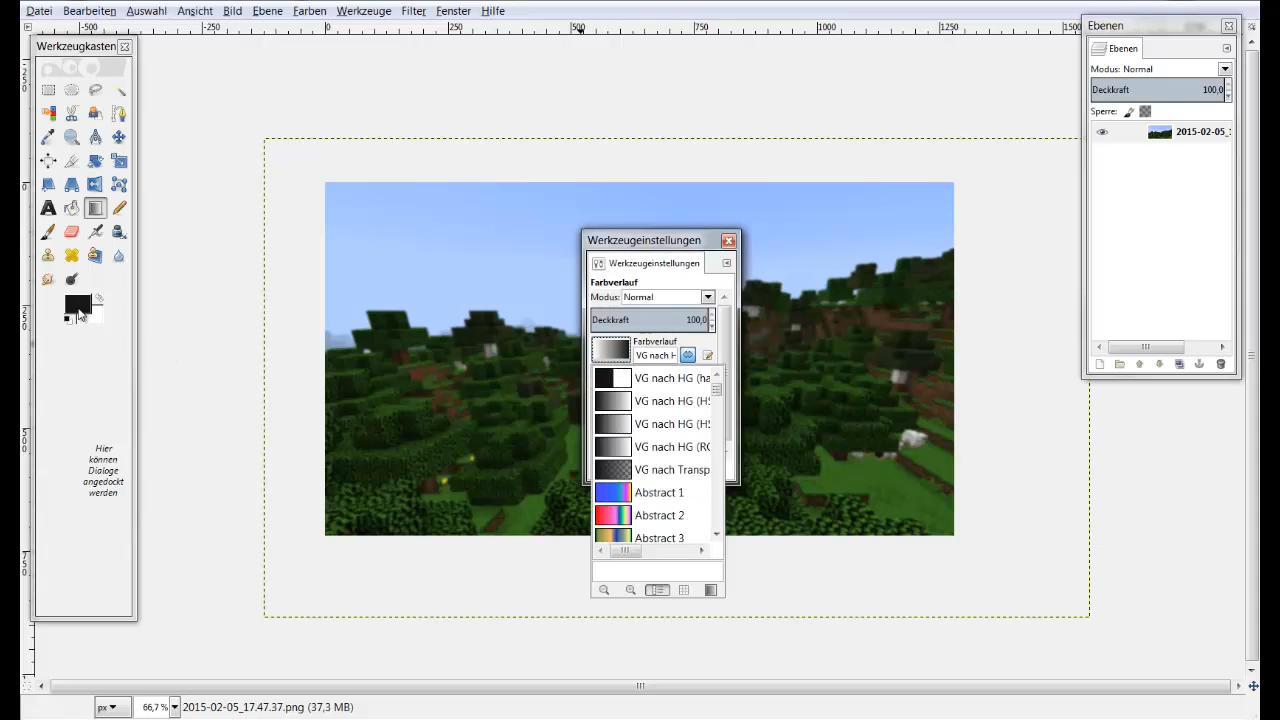 Datei Bearbeiten Auswahl Ansicht Bild Ebene Farben Werkzeuge Filter Fenster Hilfe
-500 -250 0 250 500 750 1000 1500
Werkzeugkasten
Hier
können
Dialoge
angedockt
werden
Werkzeugeinstellungen
Werkzeugeinstellungen
Farbverlauf
Modus: Normal
Deckkraft 100,0
Farbverlauf
VG nach H
VG nach HG (ha
VG nach HG (HS
VG nach HG (HS
VG nach HG (RG
VG nach Transp
Abstract 1
Abstract 2
Abstract 3
Ebenen
Ebenen
Modus: Normal
Deckkraft 100,0
Sperre:
2015-02-05_1
px 66,7 % 2015-02-05_17.47.37.png (37,3 MB)